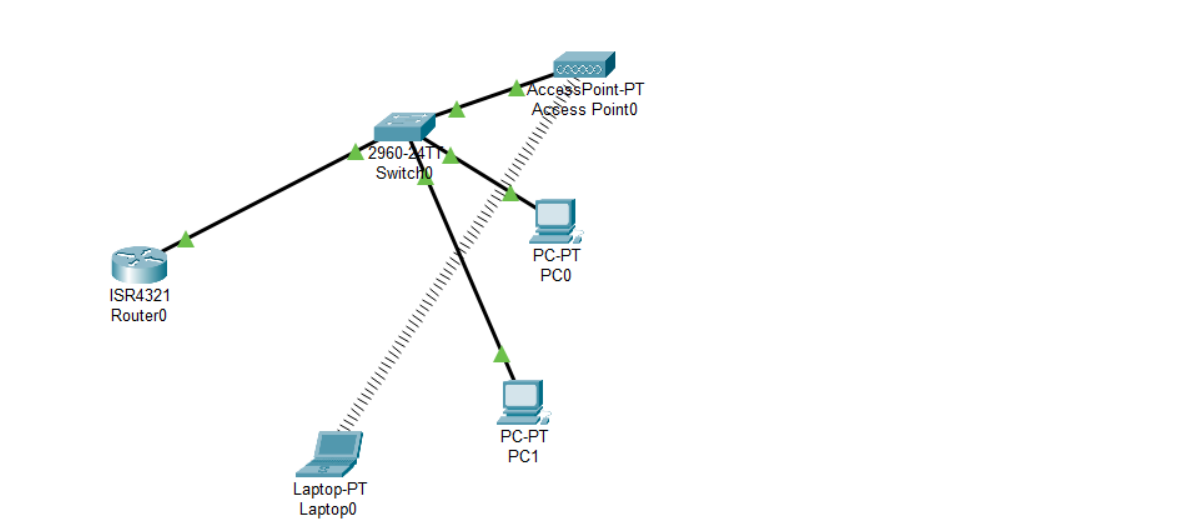 AccessPoint-PT
Access Point0
2960-24TT
Switch0
PC-PT
PC0
ISR4321
Router0
PC-PT
PC1
Laptop-PT
Laptop0